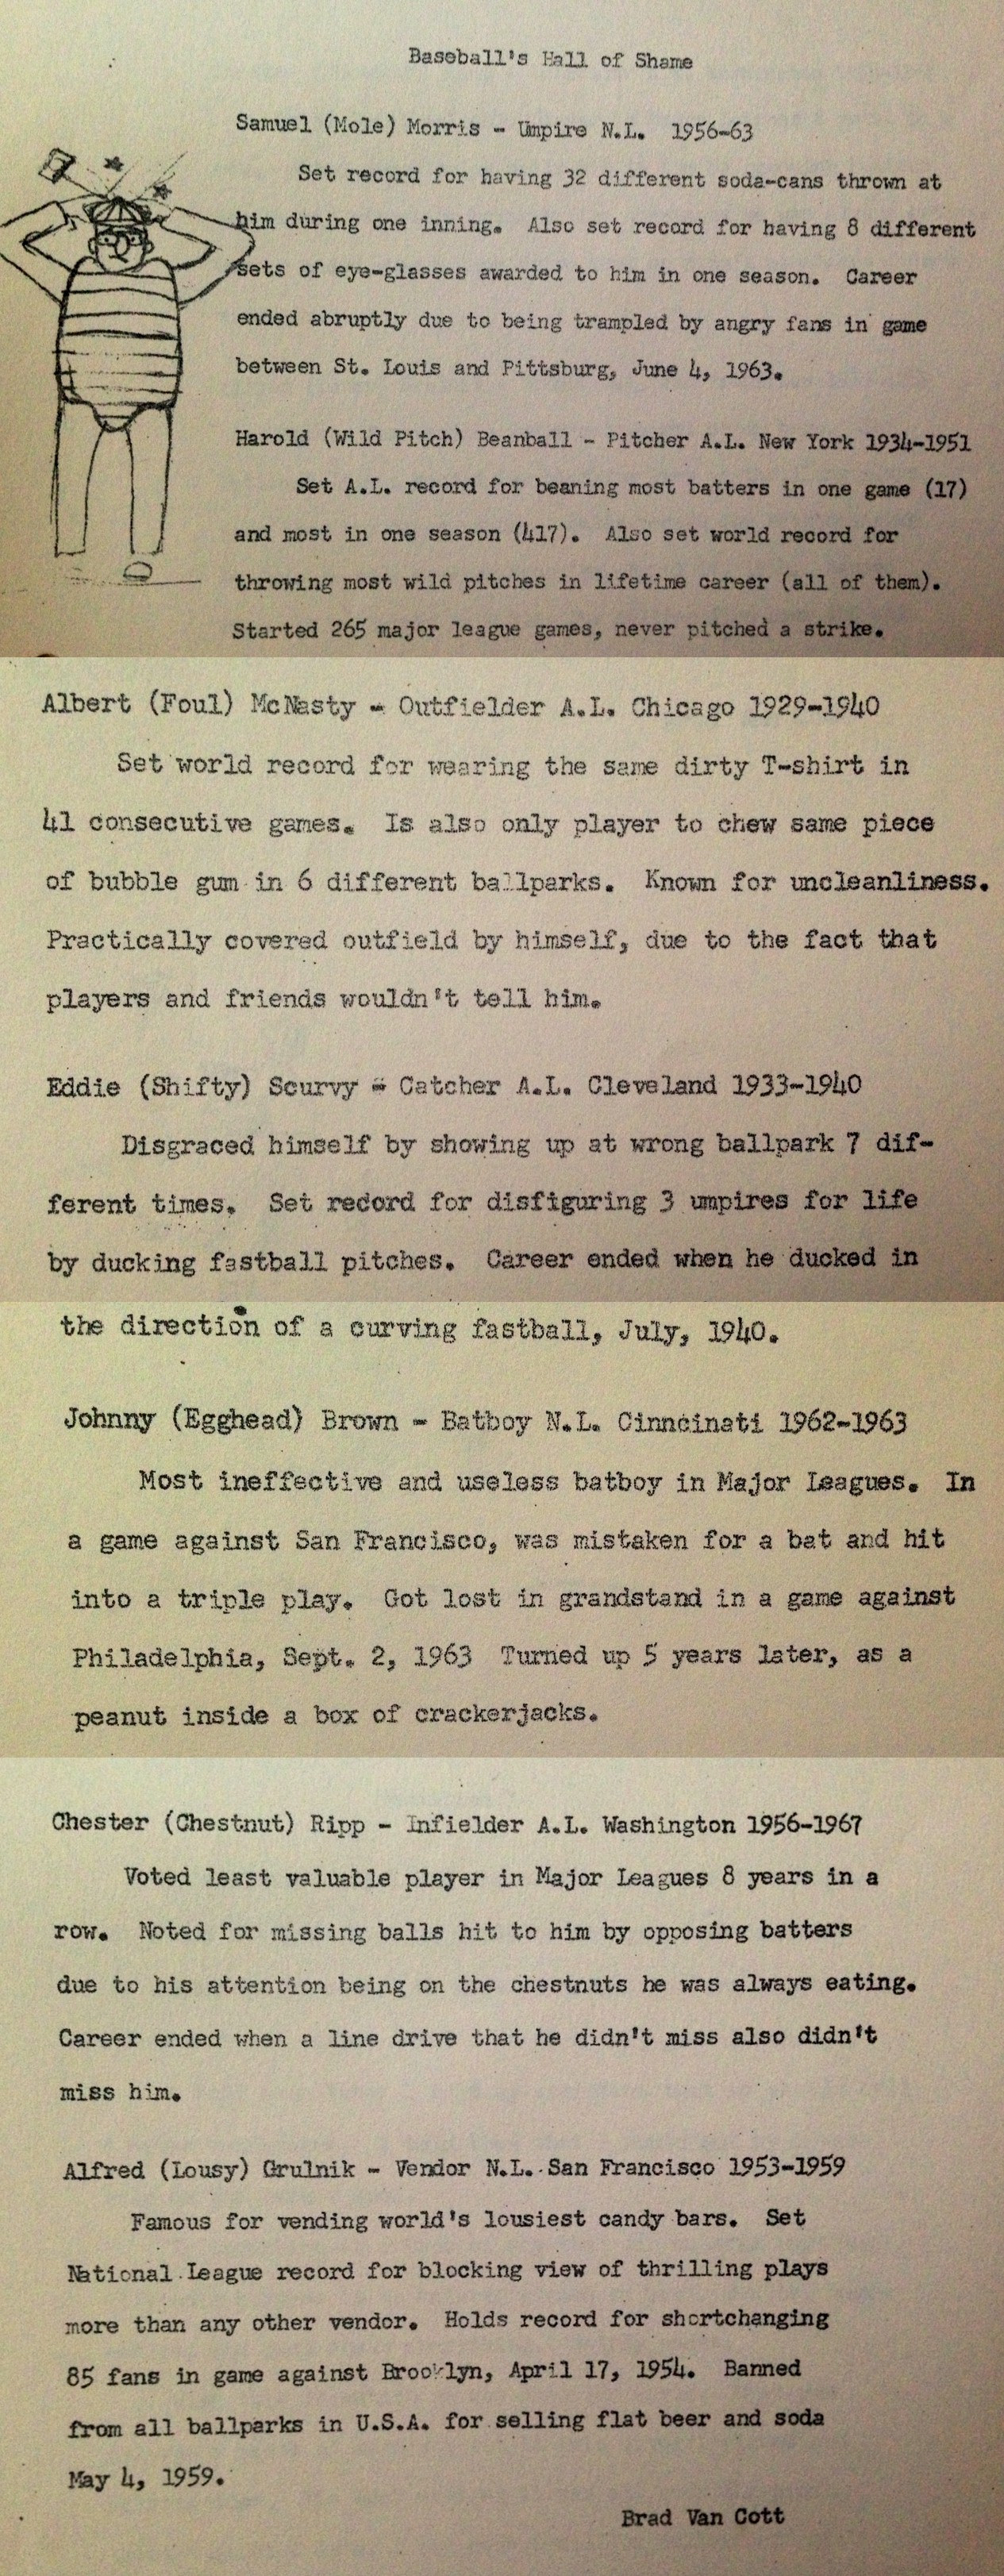 Baseball's Hall of Shame
Samuel (Mole) Morris - Umpire N.L. 1956-63
Set record for having 32 different soda-cans thrown at
him during one inning. Also set record for having 8 different
sets of eye-glasses awarded to him in one season. Career
ended abruptly due to being trampled by angry fans in game
between St. Louis and Pittsburg, June 4, 1963.
Harold (Wild Pitch) Beanball - Pitcher A.L. New York 1934-1951
Set A.L. record for beaning most batters in one game (17)
and most in one season (417). Also set world record for
throwing most wild pitches in lifetime career (all of them).
Started 265 major league games, never pitched a strike.
Albert (Foul) McNasty - Outfielder A.L. Chicago 1929-1940
Set world record for wearing the same dirty T-shirt in
41 consecutive games. Is also only player to chew same piece
of bubble gum in 6 different ballparks. Known for uncleanliness.
Practically covered outfield by himself, due to the fact that
players and friends wouldn't tell him.
Eddie (Shifty) Scurvy - Catcher A.L. Cleveland 1933-1940
Disgraced himself by showing up at wrong ballpark 7 dif-
ferent times. Set record for disfiguring 3 umpires for life
by ducking fastball pitches. Career ended when he ducked in
the direction of a curving fastball, July, 1940.
Johnny (Egghead) Brown - Batboy N.L. Cinncinati 1962-1963
Most ineffective and useless batboy in Major Leagues. In
a game against San Francisco, was mistaken for a bat and hit
into a triple play. Got lost in grandstand in a game against
Philadelphia, Sept. 2, 1963 Turned up 5 years later, as a
peanut inside a box of crackerjacks.
Chester (Chestnut) Ripp - Infielder A.L. Washington 1956-1967
Voted least valuable player in Major Leagues 8 years in a
row. Noted for missing balls hit to him by opposing batters
due to his attention being on the chestnuts he was always eating.
Career ended when a line drive that he didn't miss also didn't
miss him.
Alfred (Lousy) Grulnik - Vendor N.L. San Francisco 1953-1959
Famous for vending world's lousiest candy bars. Set
National League record for blocking view of thrilling plays
more than any other vendor. Holds record for shortchanging
85 fans in game against Brooklyn, April 17, 1954. Banned
from all ballparks in U.S.A. for selling flat beer and soda
May 4, 1959.
Brad Van Cott